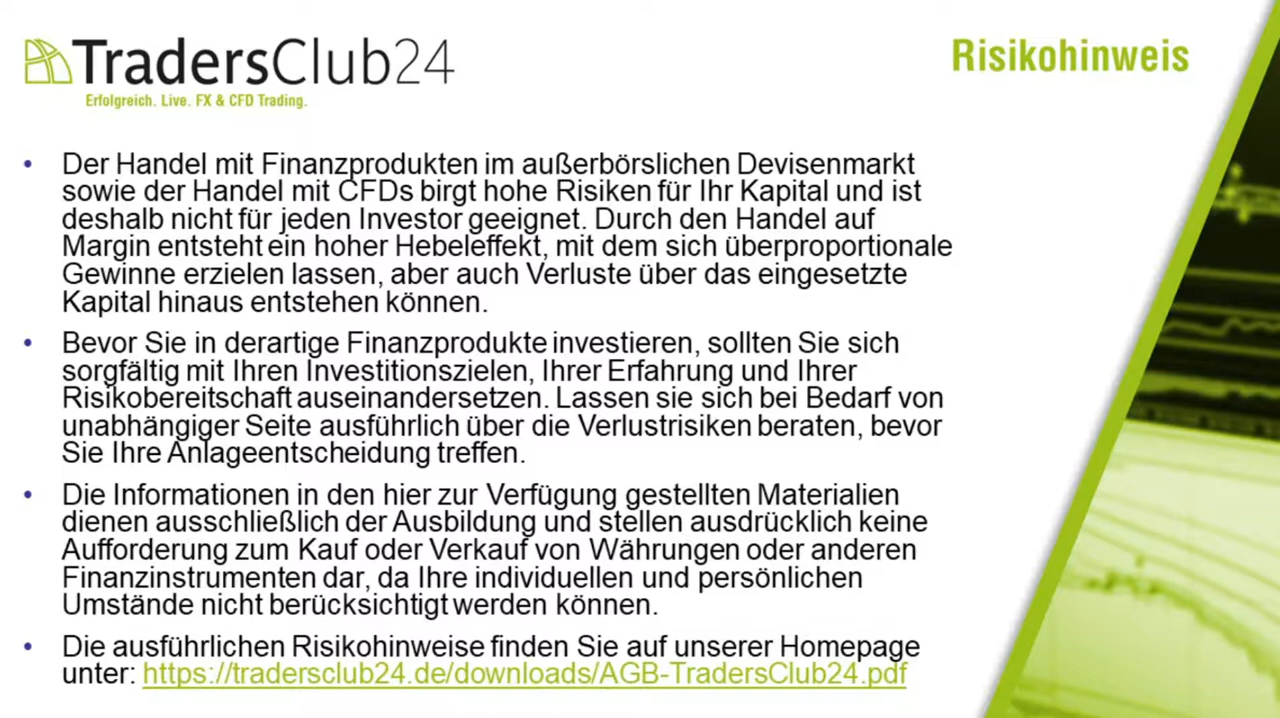 TradersClub24
Erfolgreich. Live. FX & CFD Trading.
Risikohinweis
• Der Handel mit Finanzprodukten im außerbörslichen Devisenmarkt
sowie der Handel mit CFDs birgt hohe Risiken für Ihr Kapital und ist
deshalb nicht für jeden Investor geeignet. Durch den Handel auf
Margin entsteht ein hoher Hebeleffekt, mit dem sich überproportionale
Gewinne erzielen lassen, aber auch Verluste über das eingesetzte
Kapital hinaus entstehen können.
• Bevor Sie in derartige Finanzprodukte investieren, sollten Sie sich
sorgfältig mit Ihren Investitionszielen, Ihrer Erfahrung und Ihrer
Risikobereitschaft auseinandersetzen. Lassen sie sich bei Bedarf von
unabhängiger Seite ausführlich über die Verlustrisiken beraten, bevor
Sie Ihre Anlageentscheidung treffen.
• Die Informationen in den hier zur Verfügung gestellten Materialien
dienen ausschließlich der Ausbildung und stellen ausdrücklich keine
Aufforderung zum Kauf oder Verkauf von Währungen oder anderen
Finanzinstrumenten dar, da Ihre individuellen und persönlichen
Umstände nicht berücksichtigt werden können.
• Die ausführlichen Risikohinweise finden Sie auf unserer Homepage
unter: https://tradersclub24.de/downloads/AGB-TradersClub24.pdf